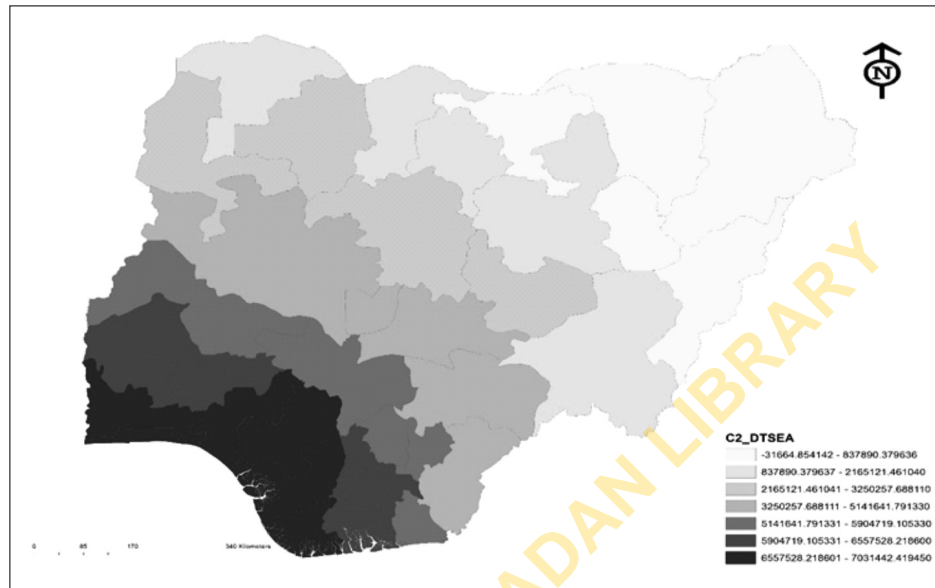 N
ADAN LIBRARY
C2_DTSEA
-31664.854142 - 837890.379636
837890.379637 - 2165121.461040
2165121.461041 - 3250257.688110
3250257.688111 - 5141641.791330
5141641.791331 - 5904719.105330
5904719.105331 - 6557528.218600
6557528.218601 - 7031442.419450
0 85 170 340 Kilometers